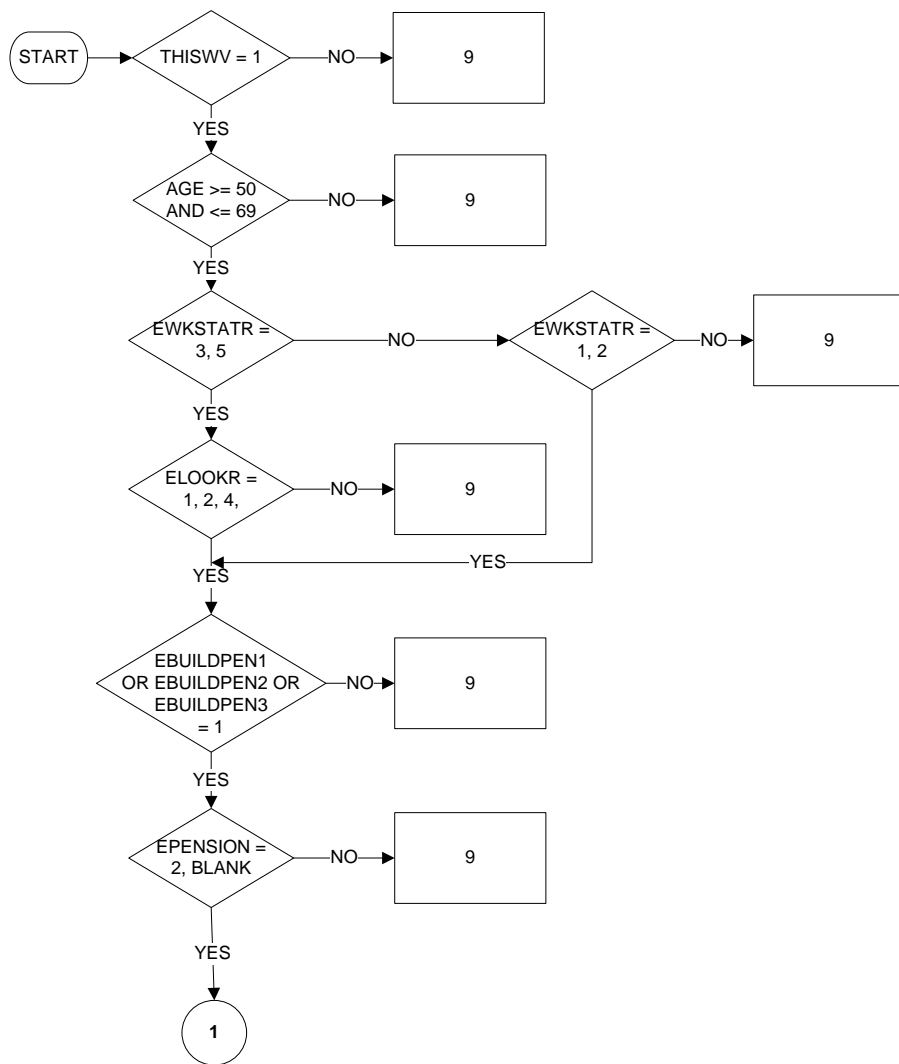 START
THISWV = 1
NO
9
YES
AGE >= 50
AND <= 69
NO
9
YES
EWKSTATR =
3, 5
NO
EWKSTATR =
1, 2
NO
9
YES
ELOOKR =
1, 2, 4,
NO
9
YES
YES
EBUILDPEN1
OR EBUILDPEN2 OR
EBUILDPEN3
= 1
NO
9
YES
EPENSION =
2, BLANK
NO
9
YES
1